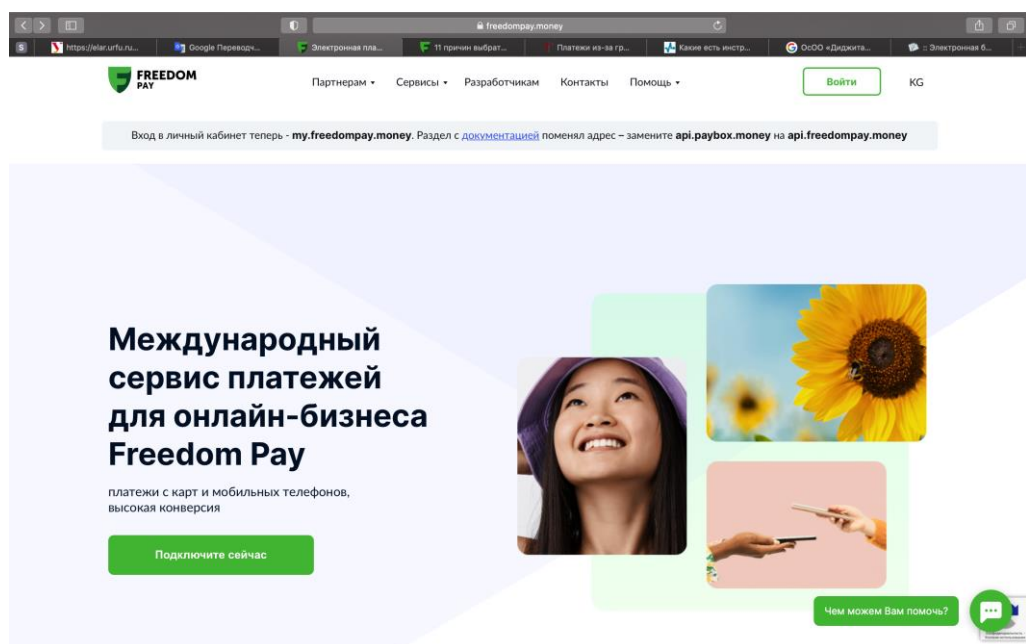 freedompay.money
S
https://elar.urfu.ru...
Google Переводч...
Электронная пла...
11 причин выбрат...
Платежи из-за гр...
Какие есть инстр...
ОсОО «Диджита...
:: Электронная б...
FREEDOM
PAY
Партнерам
Сервисы
Разработчикам
Контакты
Помощь
Войти
KG
Вход в личный кабинет теперь - my.freedompay.money. Раздел с документацией поменял адрес – замените api.paybox.money на api.freedompay.money
Международный
сервис платежей
для онлайн-бизнеса
Freedom Pay
платежи с карт и мобильных телефонов,
высокая конверсия
Подключите сейчас
Чем можем Вам помочь?